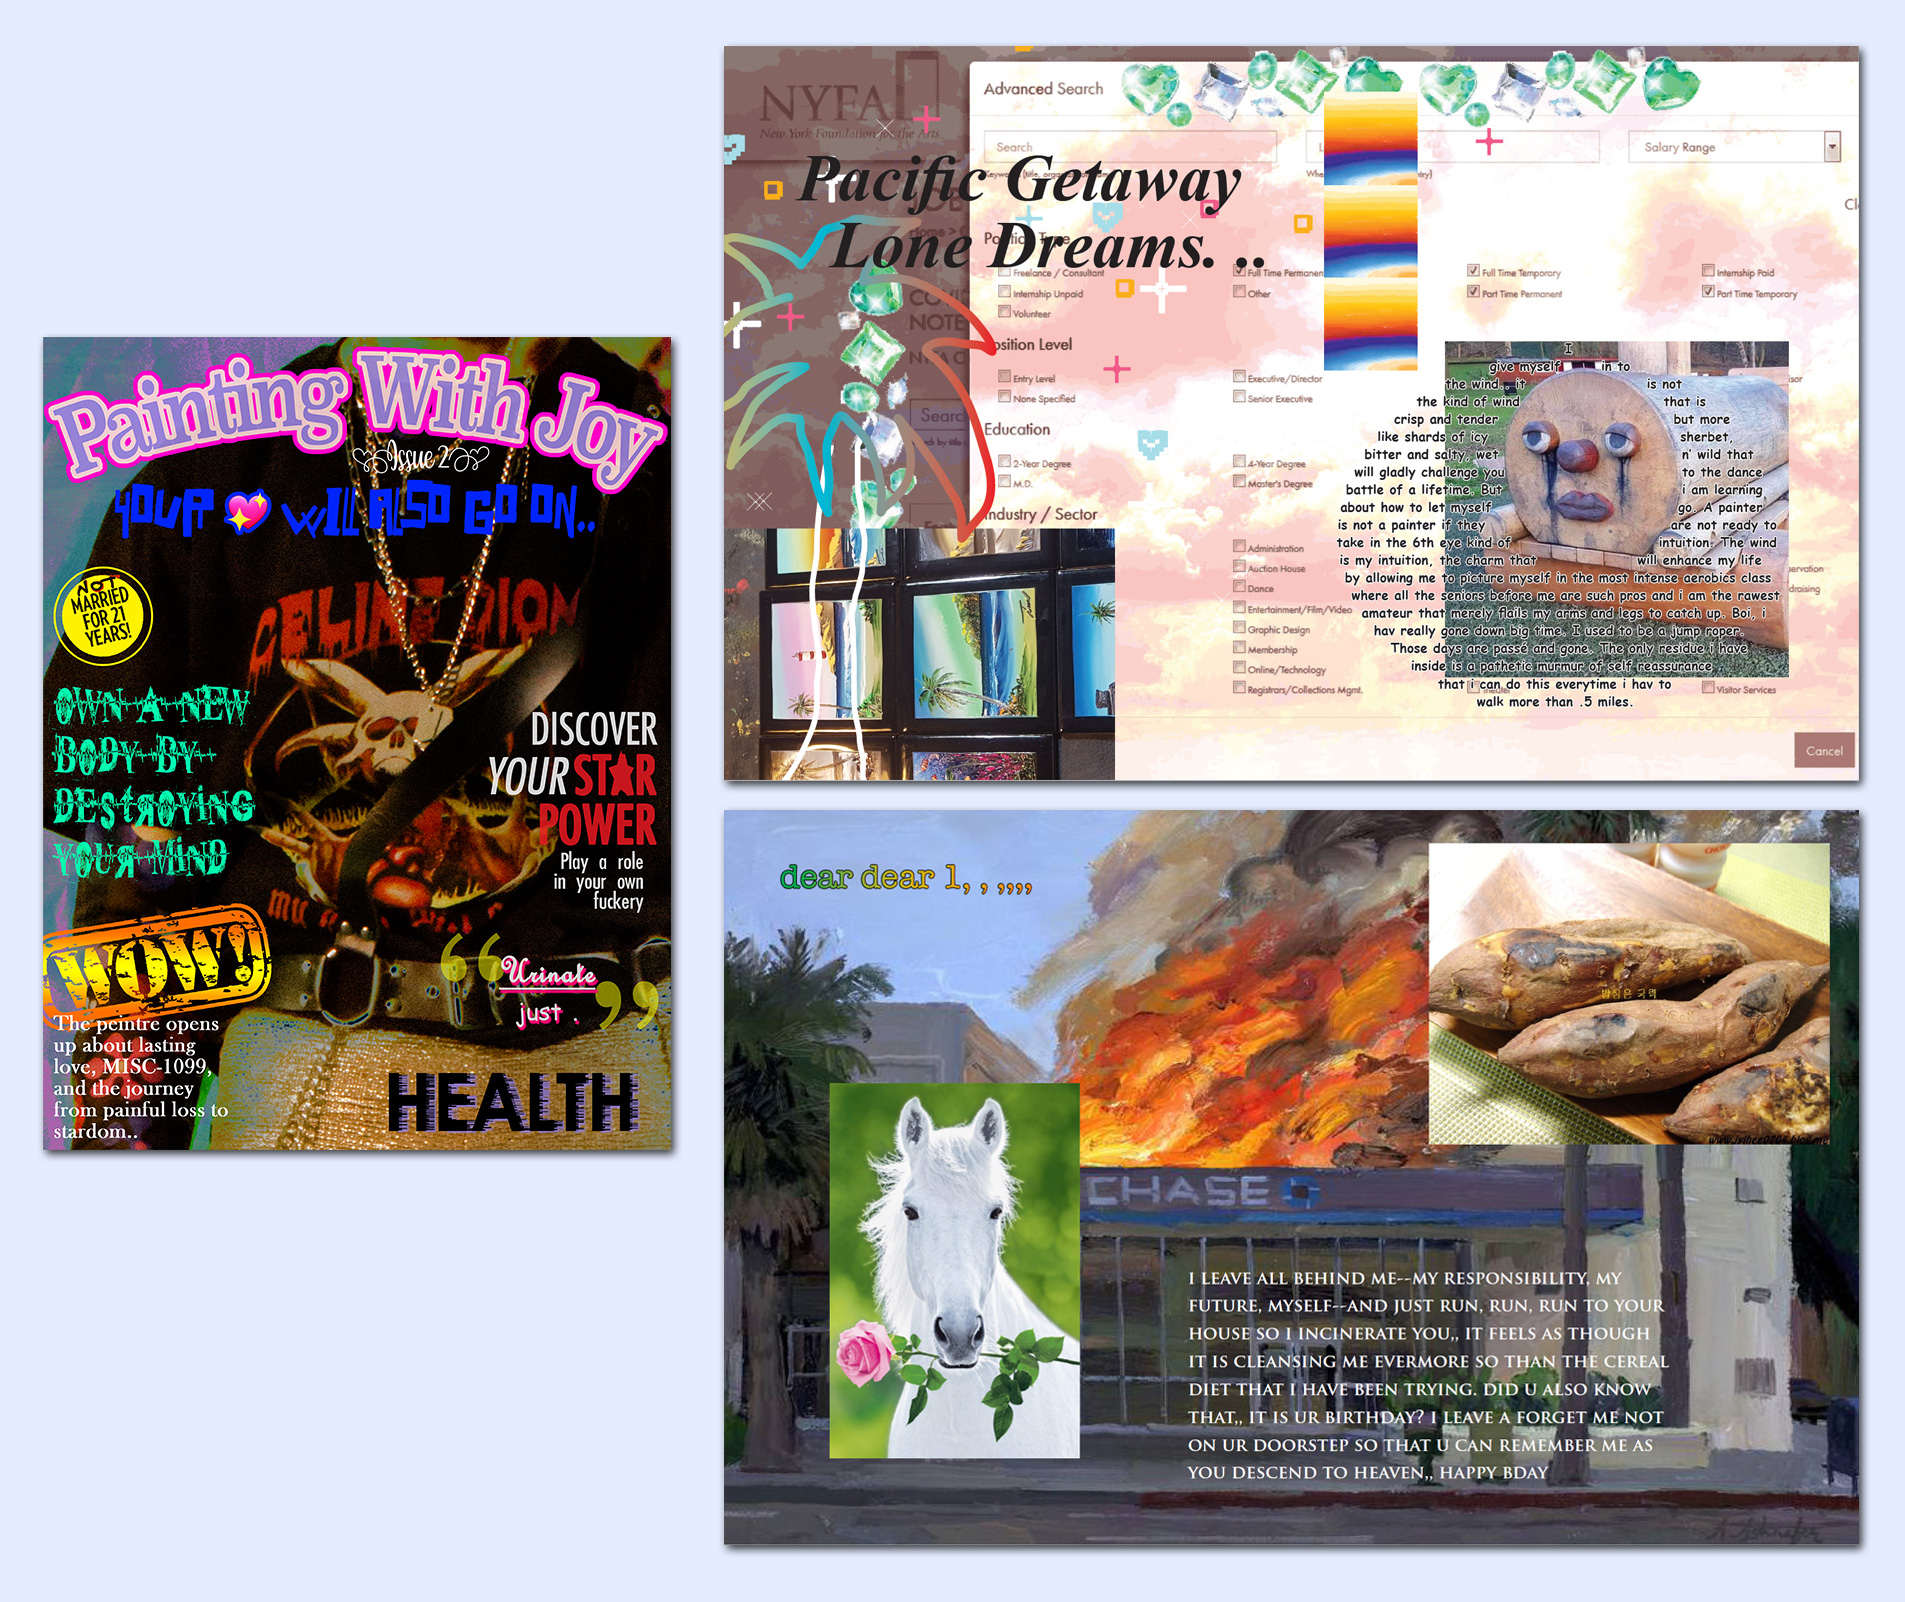 Painting With Joy
Issue 2
YOUR 💖 WILL ALSO GO ON..
NOT
MARRIED
FOR 21
YEARS!
CELINE DION
OWN A NEW
BODY BY
DESTROYING
YOUR MIND
DISCOVER
YOUR STAR
POWER
Play a role
in your own
fuckery
WOW!
The peintre opens
up about lasting
love, MISC-1099,
and the journey
from painful loss to
stardom..
“Urinate
just . ”
HEALTH
NYFA
New York Foundation for the Arts
Advanced Search
Search
Salary Range
Pacific Getaway
Lone Dreams. ..
Position Type
Freelance / Consultant
Full Time Permanent
Full Time Temporary
Internship Paid
Internship Unpaid
Other
Part Time Permanent
Part Time Temporary
Volunteer
Position Level
Entry Level
Executive/Director
None Specified
Senior Executive
Education
2-Year Degree
4-Year Degree
M.D.
Master's Degree
Industry / Sector
Administration
Auction House
Dance
Entertainment/Film/Video
Graphic Design
Membership
Online/Technology
Registrars/Collections Mgmt.
Visitor Services
Cancel
I
give myself in to
the wind.. it is not
the kind of wind that is
crisp and tender but more
like shards of icy sherbet,
bitter and salty, wet n' wild that
will gladly challenge you to the dance
battle of a lifetime. But i am learning
about how to let myself go. A painter
is not a painter if they are not ready to
take in the 6th eye kind of intuition. The wind
is my intuition, the charm that will enhance my life
by allowing me to picture myself in the most intense aerobics class
where all the seniors before me are such pros and i am the rawest
amateur that merely flails my arms and legs to catch up. Boi, i
hav really gone down big time. I used to be a jump roper.
Those days are passé and gone. The only residue i have
inside is a pathetic murmur of self reassurance
that i can do this everytime i hav to
walk more than .5 miles.
dear dear l, , ,,,,
밤심은 국력
CHASE
I LEAVE ALL BEHIND ME--MY RESPONSIBILITY, MY
FUTURE, MYSELF--AND JUST RUN, RUN, RUN TO YOUR
HOUSE SO I INCINERATE YOU,, IT FEELS AS THOUGH
IT IS CLEANSING ME EVERMORE SO THAN THE CEREAL
DIET THAT I HAVE BEEN TRYING. DID U ALSO KNOW
THAT,, IT IS UR BIRTHDAY? I LEAVE A FORGET ME NOT
ON UR DOORSTEP SO THAT U CAN REMEMBER ME AS
YOU DESCEND TO HEAVEN,, HAPPY BDAY